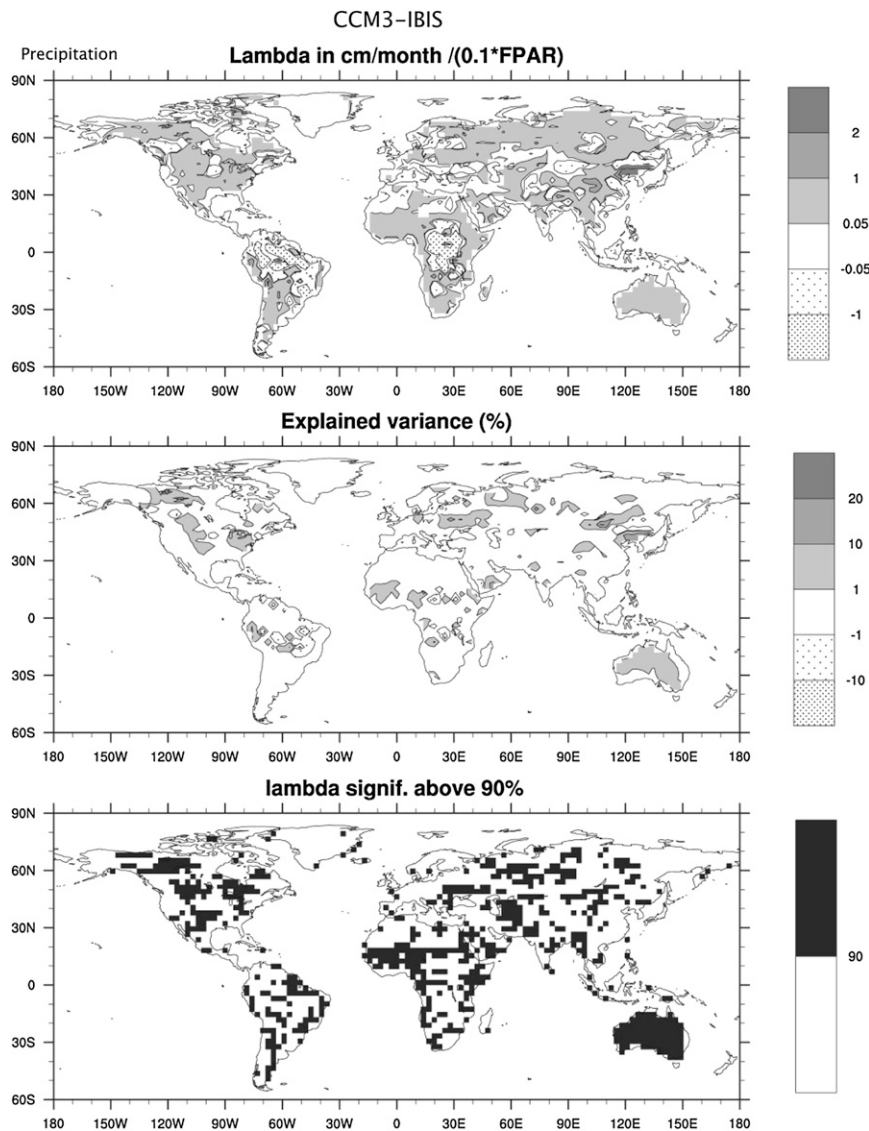 CCM3-IBIS
Precipitation
Lambda in cm/month /(0.1*FPAR)
90N
60N
30N
0
30S
60S
180 150W 120W 90W 60W 30W 0 30E 60E 90E 120E 150E 180
2
1
0.05
-0.05
-1
Explained variance (%)
90N
60N
30N
0
30S
60S
180 150W 120W 90W 60W 30W 0 30E 60E 90E 120E 150E 180
20
10
1
-1
-10
lambda signif. above 90%
90N
60N
30N
0
30S
60S
180 150W 120W 90W 60W 30W 0 30E 60E 90E 120E 150E 180
90